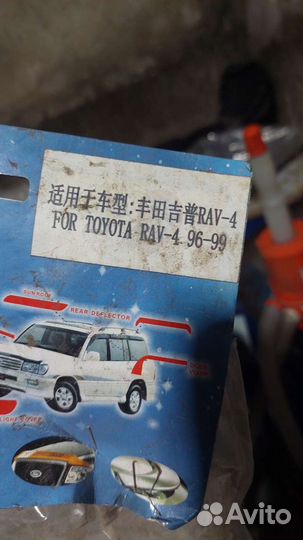 适用于车型:丰田吉普RAV-4
FOR TOYOTA RAV-4 96-99
SUNROOF
REAR DEFLECTOR
Avito